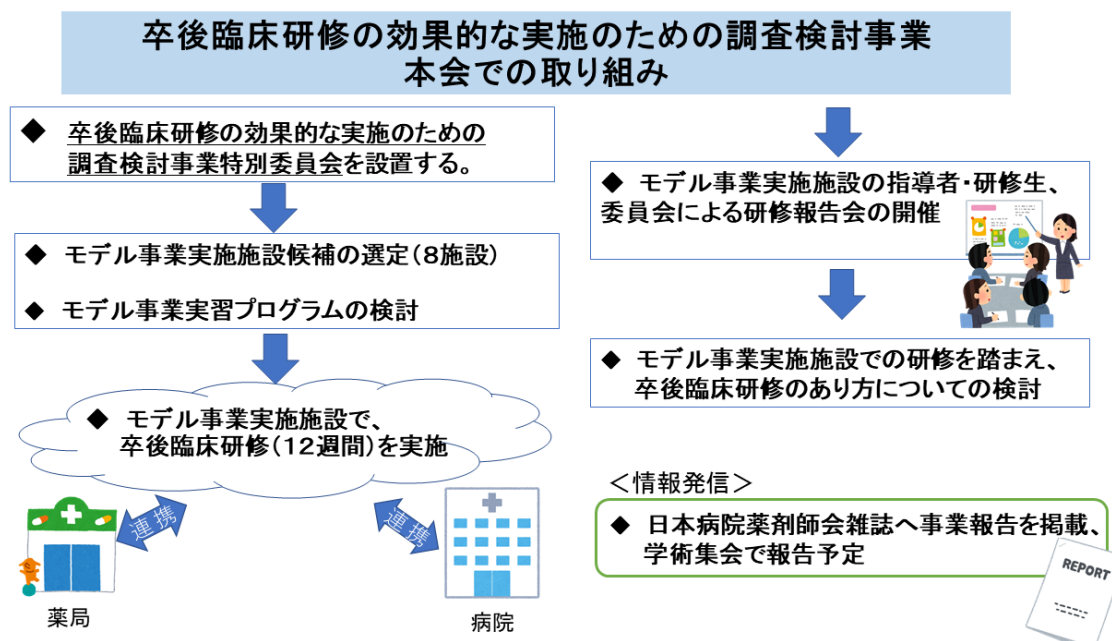 卒後臨床研修の効果的な実施のための調査検討事業
本会での取り組み
◆ 卒後臨床研修の効果的な実施のための
調査検討事業特別委員会を設置する。
◆ モデル事業実施施設候補の選定(8施設)
◆ モデル事業実習プログラムの検討
◆ モデル事業実施施設で、
卒後臨床研修(12週間)を実施
連携
連携
薬局
病院
◆ モデル事業実施施設の指導者・研修生、
委員会による研修報告会の開催
◆ モデル事業実施施設での研修を踏まえ、
卒後臨床研修のあり方についての検討
<情報発信>
◆ 日本病院薬剤師会雑誌へ事業報告を掲載、
学術集会で報告予定
REPORT